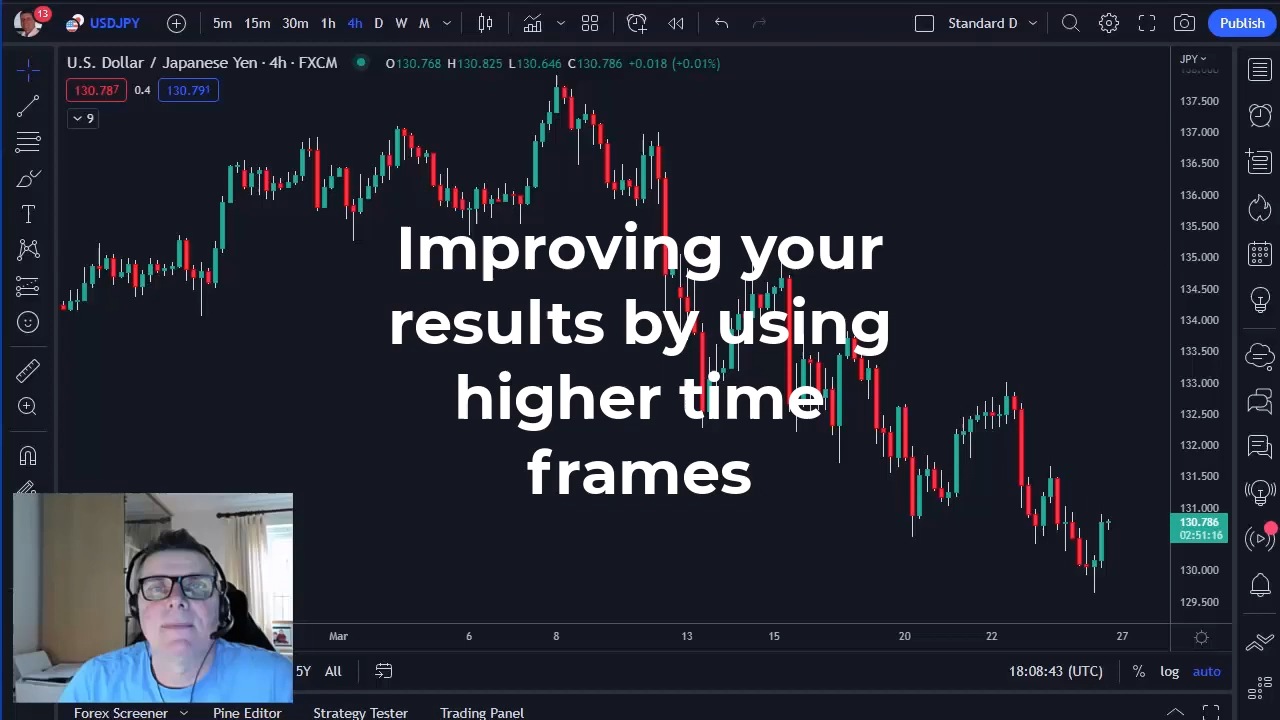 13
USDJPY
5m 15m 30m 1h 4h D W M
Standard D
Publish
U.S. Dollar / Japanese Yen · 4h · FXCM
O130.768 H130.825 L130.646 C130.786 +0.018 (+0.01%)
130.787 0.4 130.791
9
JPY
138.000
137.500
137.000
136.500
136.000
135.500
135.000
134.500
134.000
133.500
133.000
132.500
132.000
131.500
131.000
130.786
02:51:16
130.000
129.500
Improving your
results by using
higher time
frames
Mar 6 8 13 15 20 22 27
5Y All
18:08:43 (UTC) % log auto
Forex Screener Pine Editor Strategy Tester Trading Panel